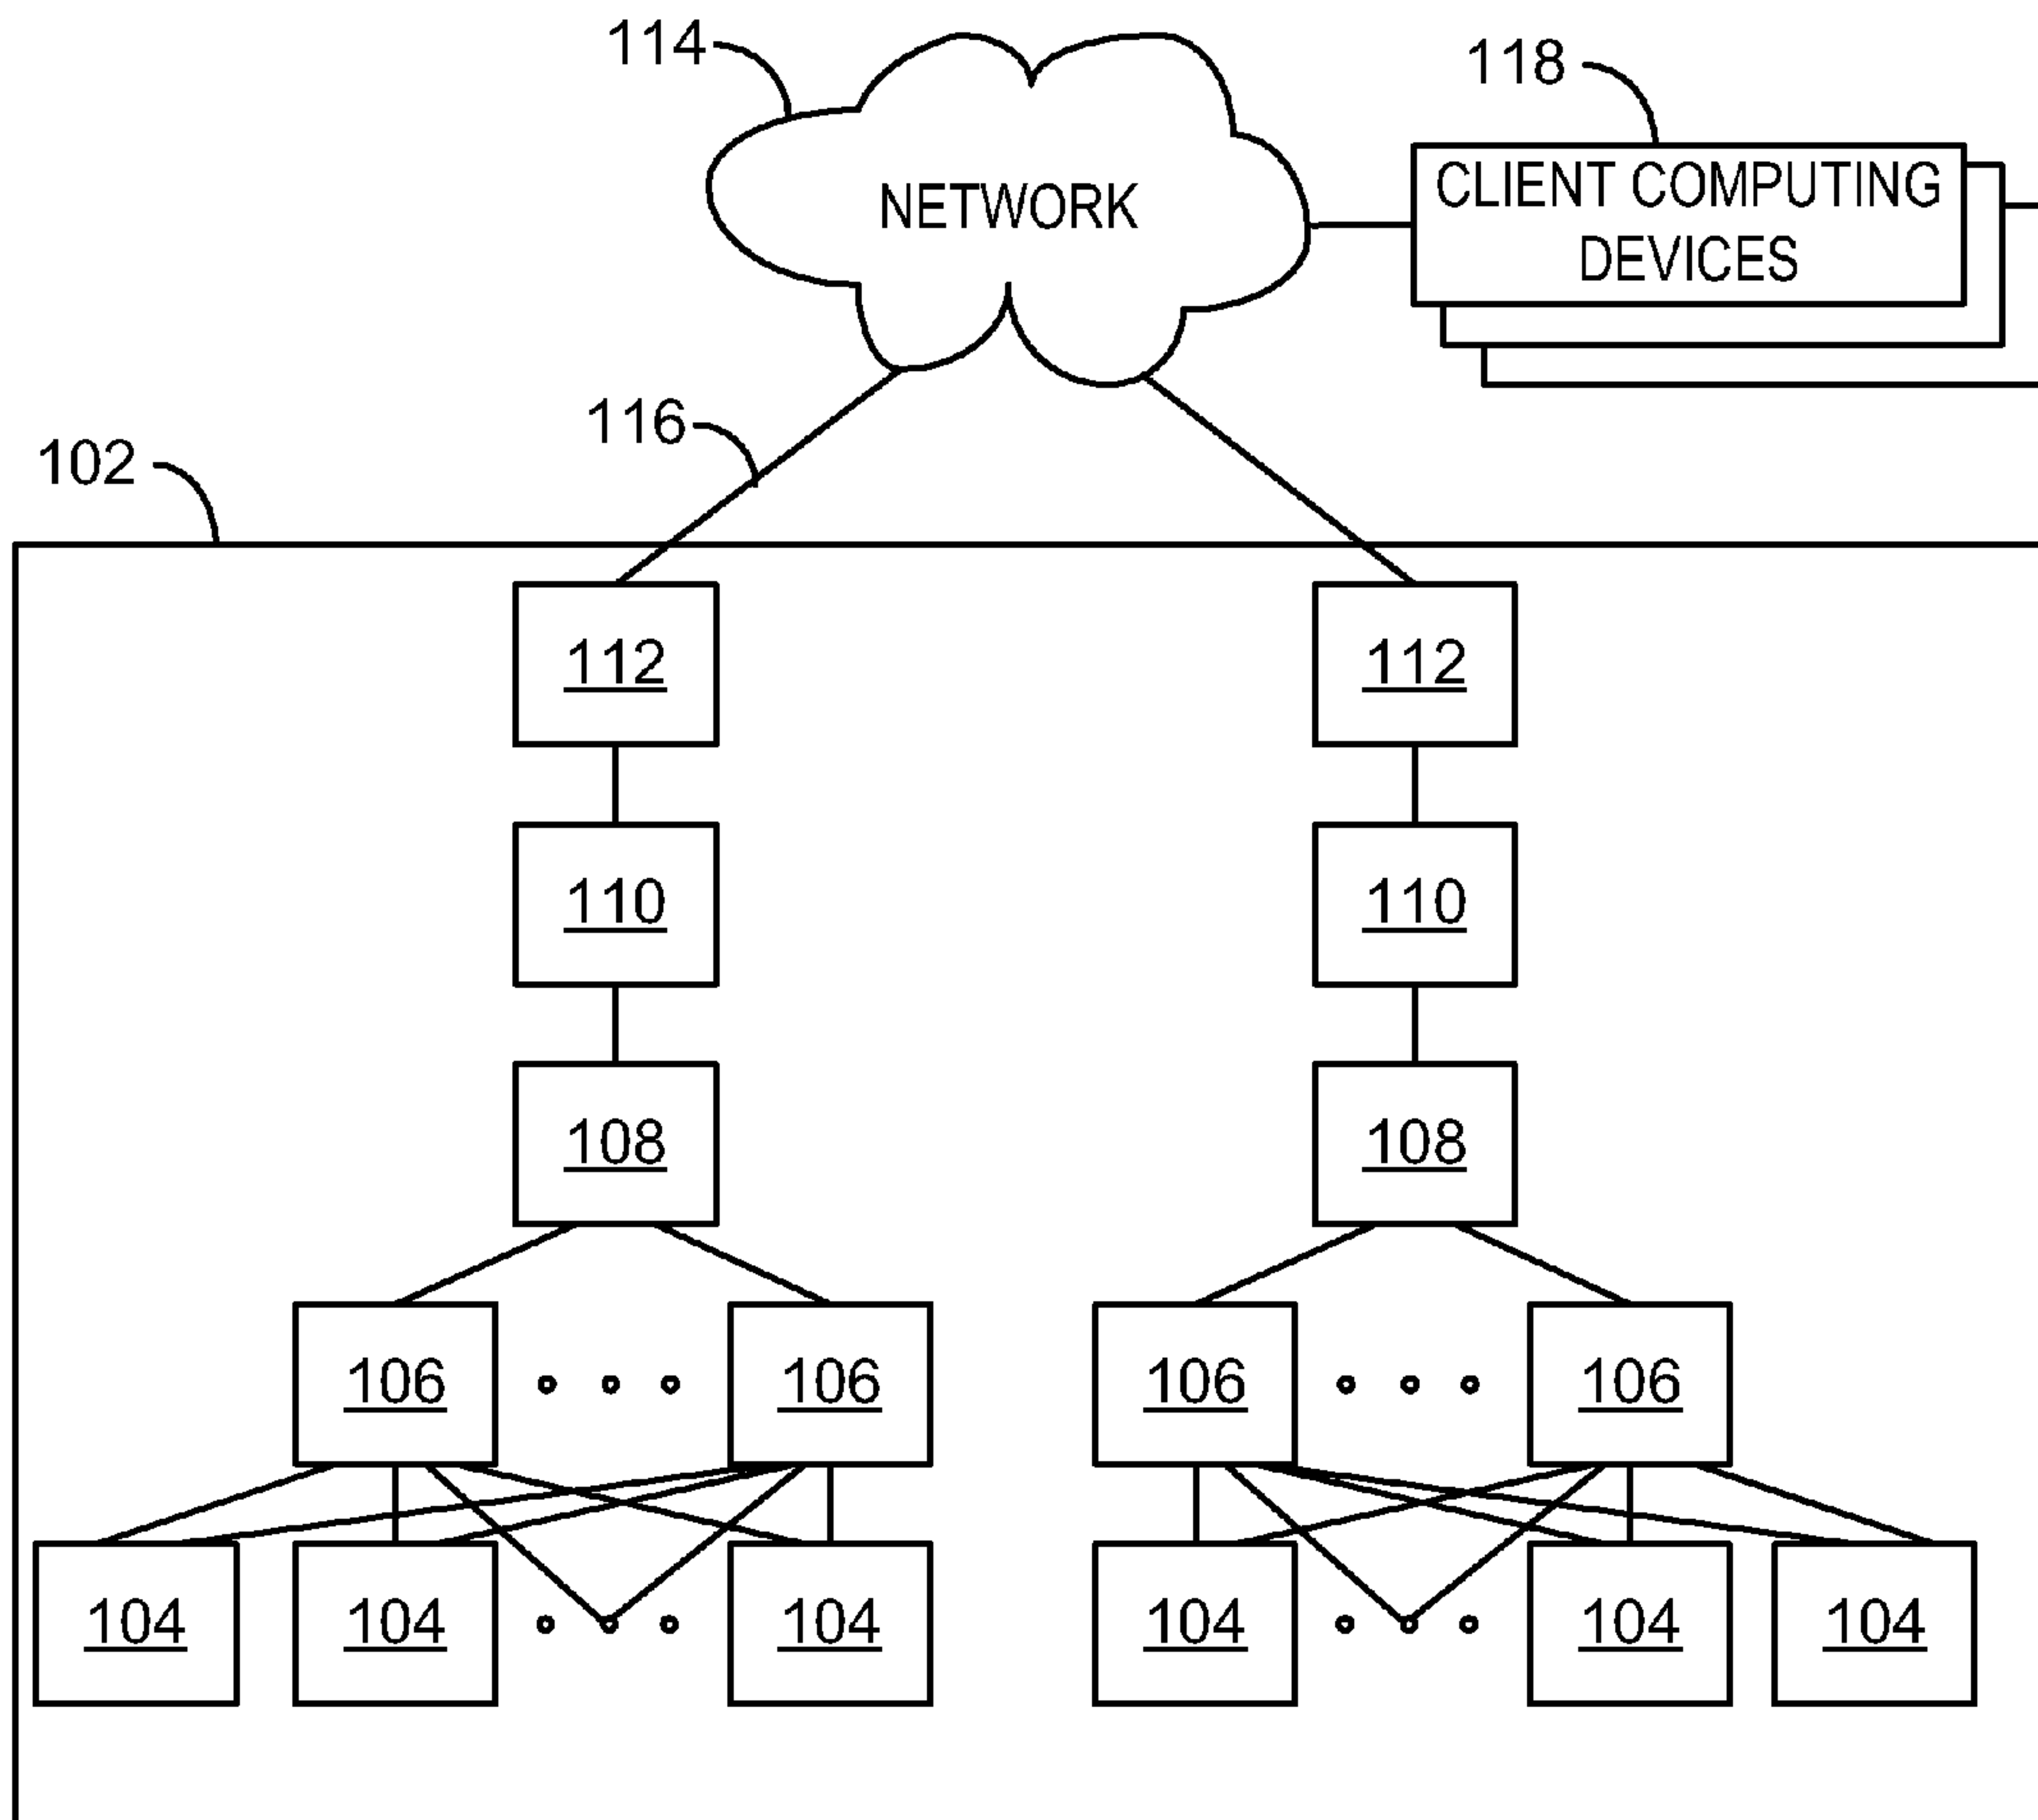 114
118
NETWORK
CLIENT COMPUTING
DEVICES
116
102
112 112
110 110
108 108
106 106 106 106
104 104 104 104 104 104